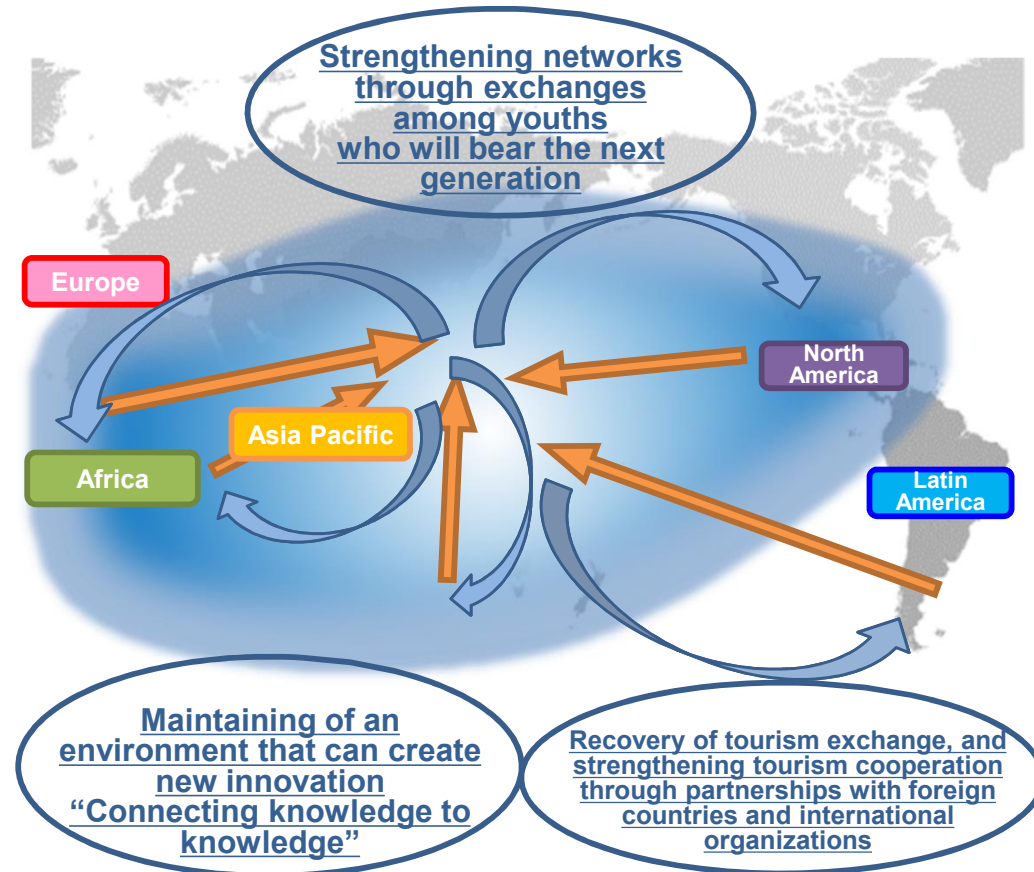 Strengthening networks
through exchanges
among youths
who will bear the next
generation
Europe
North
America
Asia Pacific
Africa
Latin
America
Maintaining of an
environment that can create
new innovation
“Connecting knowledge to
knowledge”
Recovery of tourism exchange, and
strengthening tourism cooperation
through partnerships with foreign
countries and international
organizations